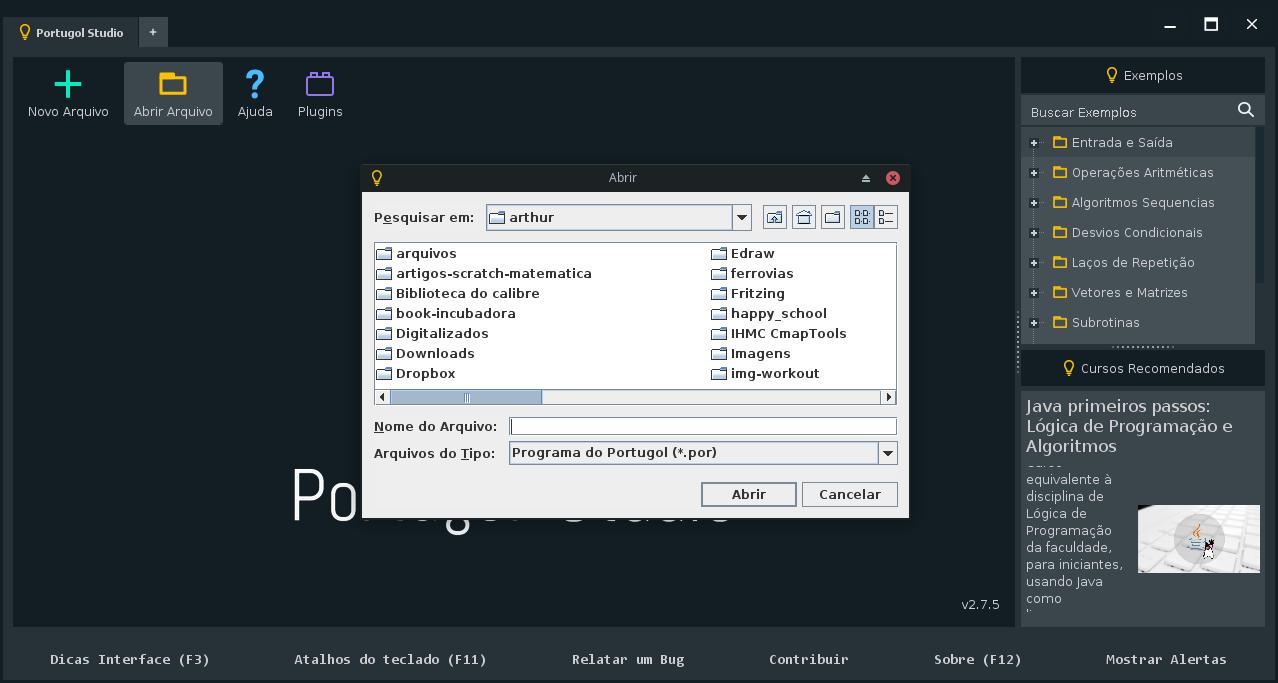 Portugol Studio
+
Novo Arquivo
Abrir Arquivo
Ajuda
Plugins
Abrir
Pesquisar em:
arthur
arquivos
artigos-scratch-matematica
Biblioteca do calibre
book-incubadora
Digitalizados
Downloads
Dropbox
Edraw
ferrovias
Fritzing
happy_school
IHMC CmapTools
Imagens
img-workout
Nome do Arquivo:
Arquivos do Tipo:
Programa do Portugol (*.por)
Abrir
Cancelar
v2.7.5
Exemplos
Buscar Exemplos
Entrada e Saída
Operações Aritméticas
Algoritmos Sequencias
Desvios Condicionais
Laços de Repetição
Vetores e Matrizes
Subrotinas
Cursos Recomendados
Java primeiros passos:
Lógica de Programação e
Algoritmos
equivalente à
disciplina de
Lógica de
Programação
da faculdade,
para iniciantes,
usando Java
como
Dicas Interface (F3)
Atalhos do teclado (F11)
Relatar um Bug
Contribuir
Sobre (F12)
Mostrar Alertas